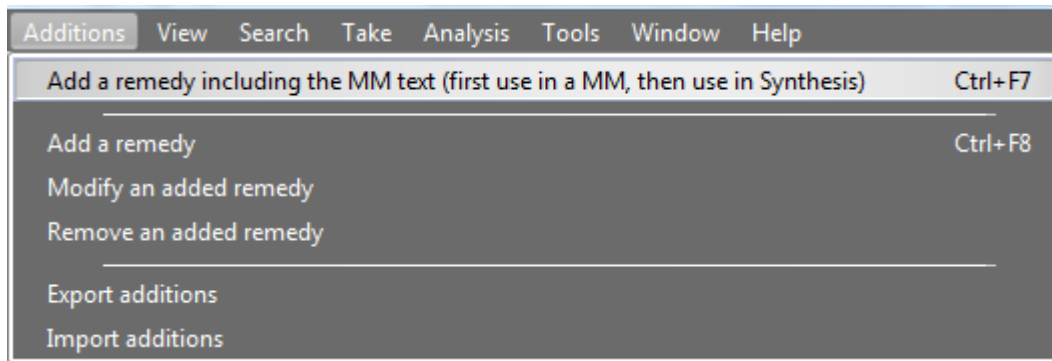 Additions View Search Take Analysis Tools Window Help
Add a remedy including the MM text (first use in a MM, then use in Synthesis) Ctrl+F7
Add a remedy Ctrl+F8
Modify an added remedy
Remove an added remedy
Export additions
Import additions